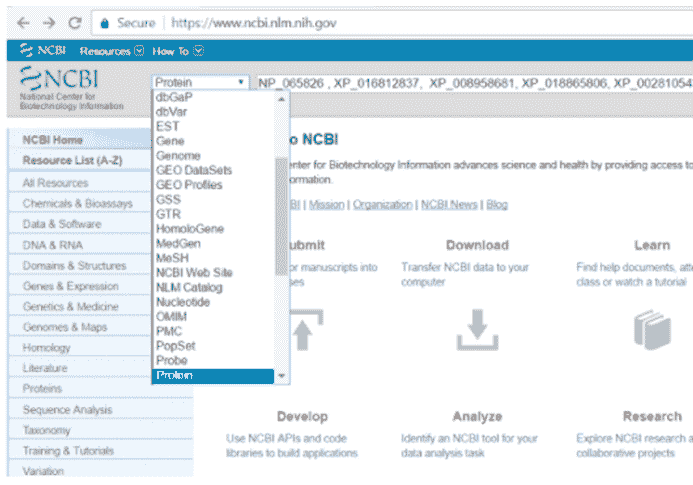 Secure https://www.ncbi.nlm.nih.gov
NCBI Resources How To
NCBI
National Center for
Biotechnology Information
Protein NP_065826 , XP_016812837, XP_008958681, XP_018865806, XP_00281054
dbGaP
dbVar
EST
Gene
Genome
GEO DataSets
GEO Profiles
GSS
GTR
HomoloGene
MedGen
MeSH
NCBI Web Site
NLM Catalog
Nucleotide
OMIM
PMC
PopSet
Probe
Protein
NCBI Home
Resource List (A-Z)
All Resources
Chemicals & Bioassays
Data & Software
DNA & RNA
Domains & Structures
Genes & Expression
Genetics & Medicine
Genomes & Maps
Homology
Literature
Proteins
Sequence Analysis
Taxonomy
Training & Tutorials
Variation
o NCBI
enter for Biotechnology Information advances science and health by providing access to
ormation.
BI | Mission | Organization | NCBI News | Blog
ubmit
or manuscripts into
ses
Download
Transfer NCBI data to your
computer
Learn
Find help documents, atte
class or watch a tutorial
Develop
Use NCBI APIs and code
libraries to build applications
Analyze
Identify an NCBI tool for your
data analysis task
Research
Explore NCBI research a
collaborative projects